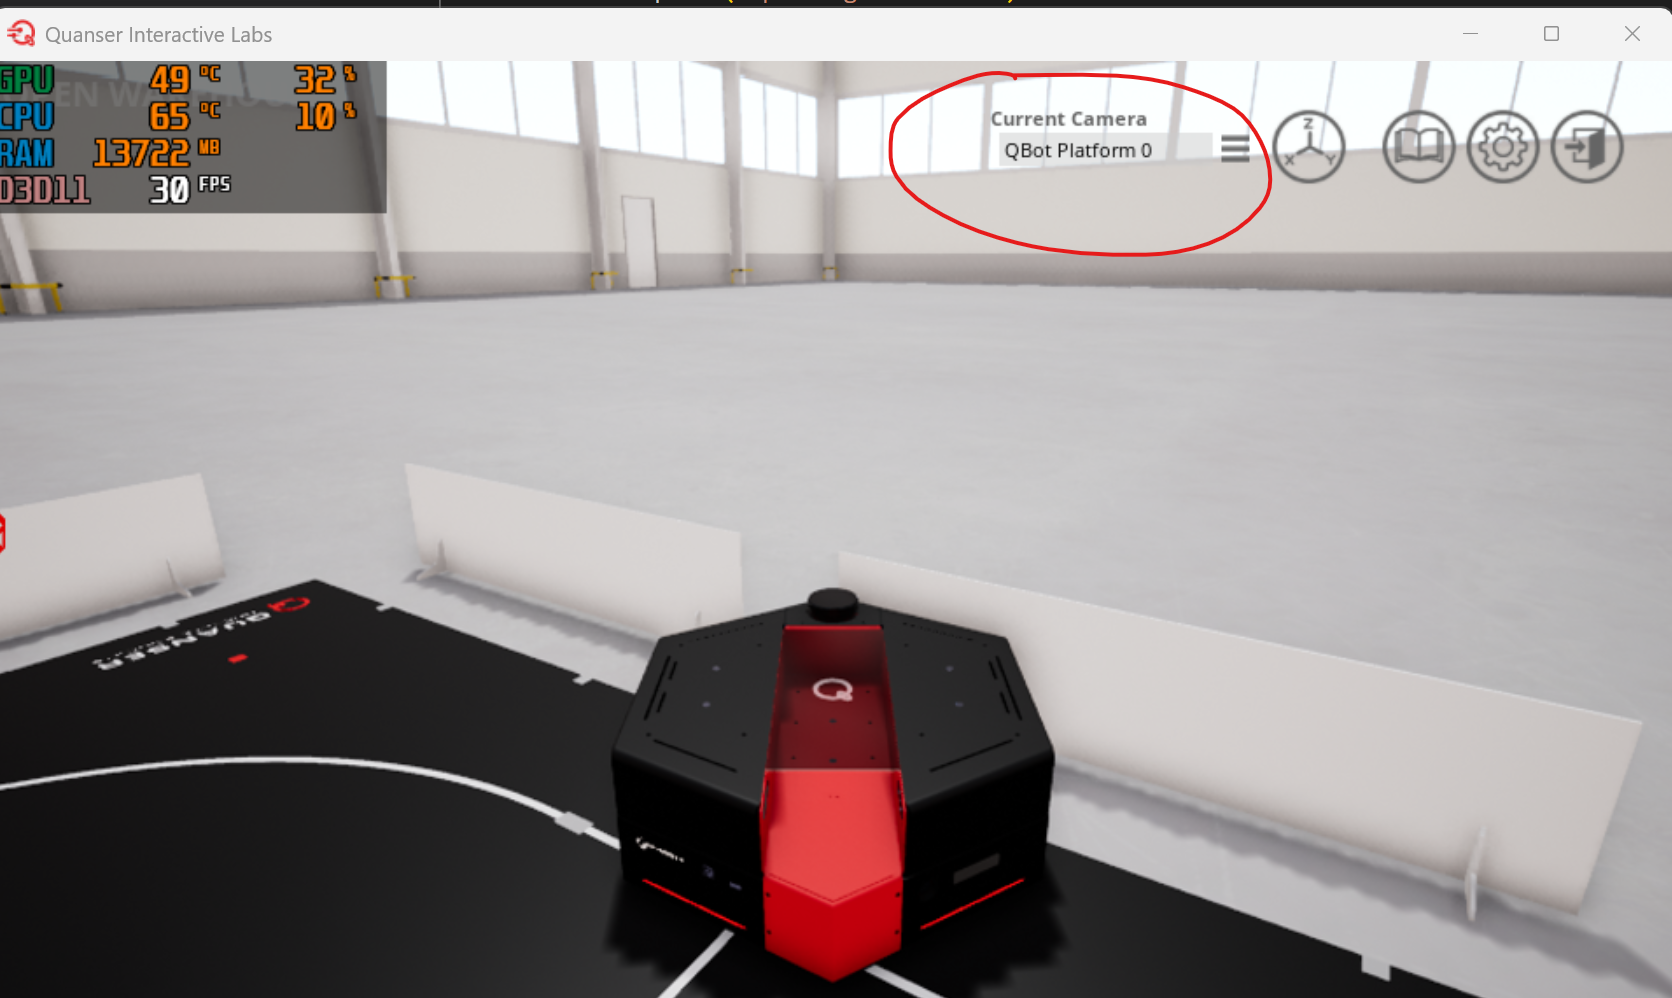 Quanser Interactive Labs
GPU 49 °C 32 %
CPU 65 °C 10 %
RAM 13722 MB
D3D11 30 FPS
Current Camera
QBot Platform 0
Z
X Y
QUANSER
Q